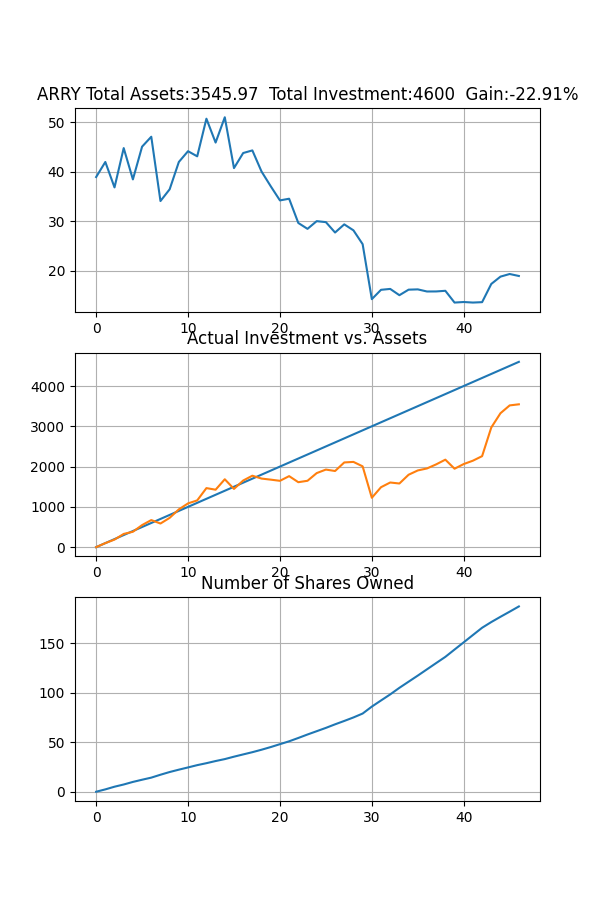 ARRY Total Assets:3545.97  Total Investment:4600  Gain:-22.91%
50
40
30
20
0 10 20 30 40
Actual Investment vs. Assets
4000
3000
2000
1000
0
0 10 20 30 40
Number of Shares Owned
150
100
50
0
0 10 20 30 40